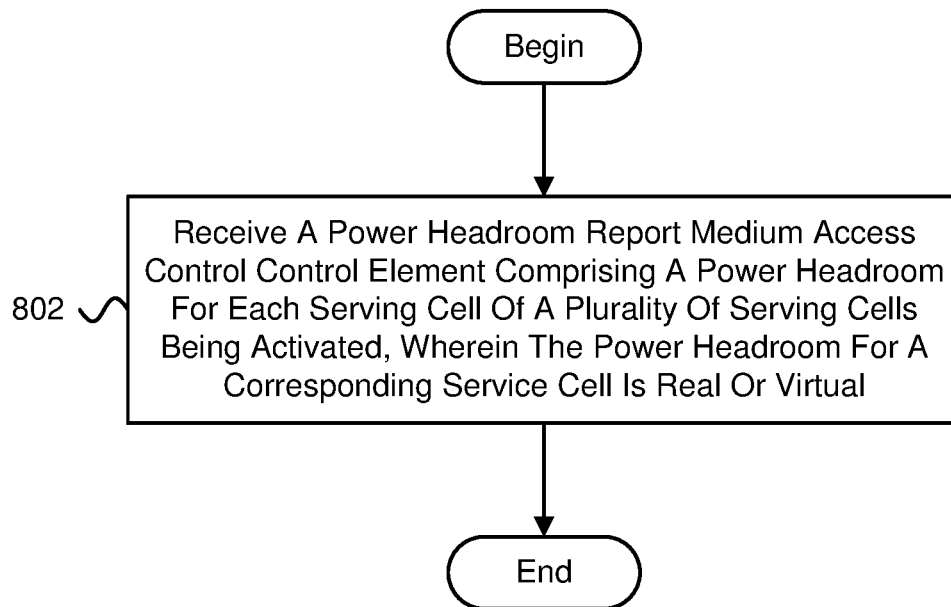 Begin
Receive A Power Headroom Report Medium Access
Control Control Element Comprising A Power Headroom
For Each Serving Cell Of A Plurality Of Serving Cells
Being Activated, Wherein The Power Headroom For A
Corresponding Service Cell Is Real Or Virtual
802
End